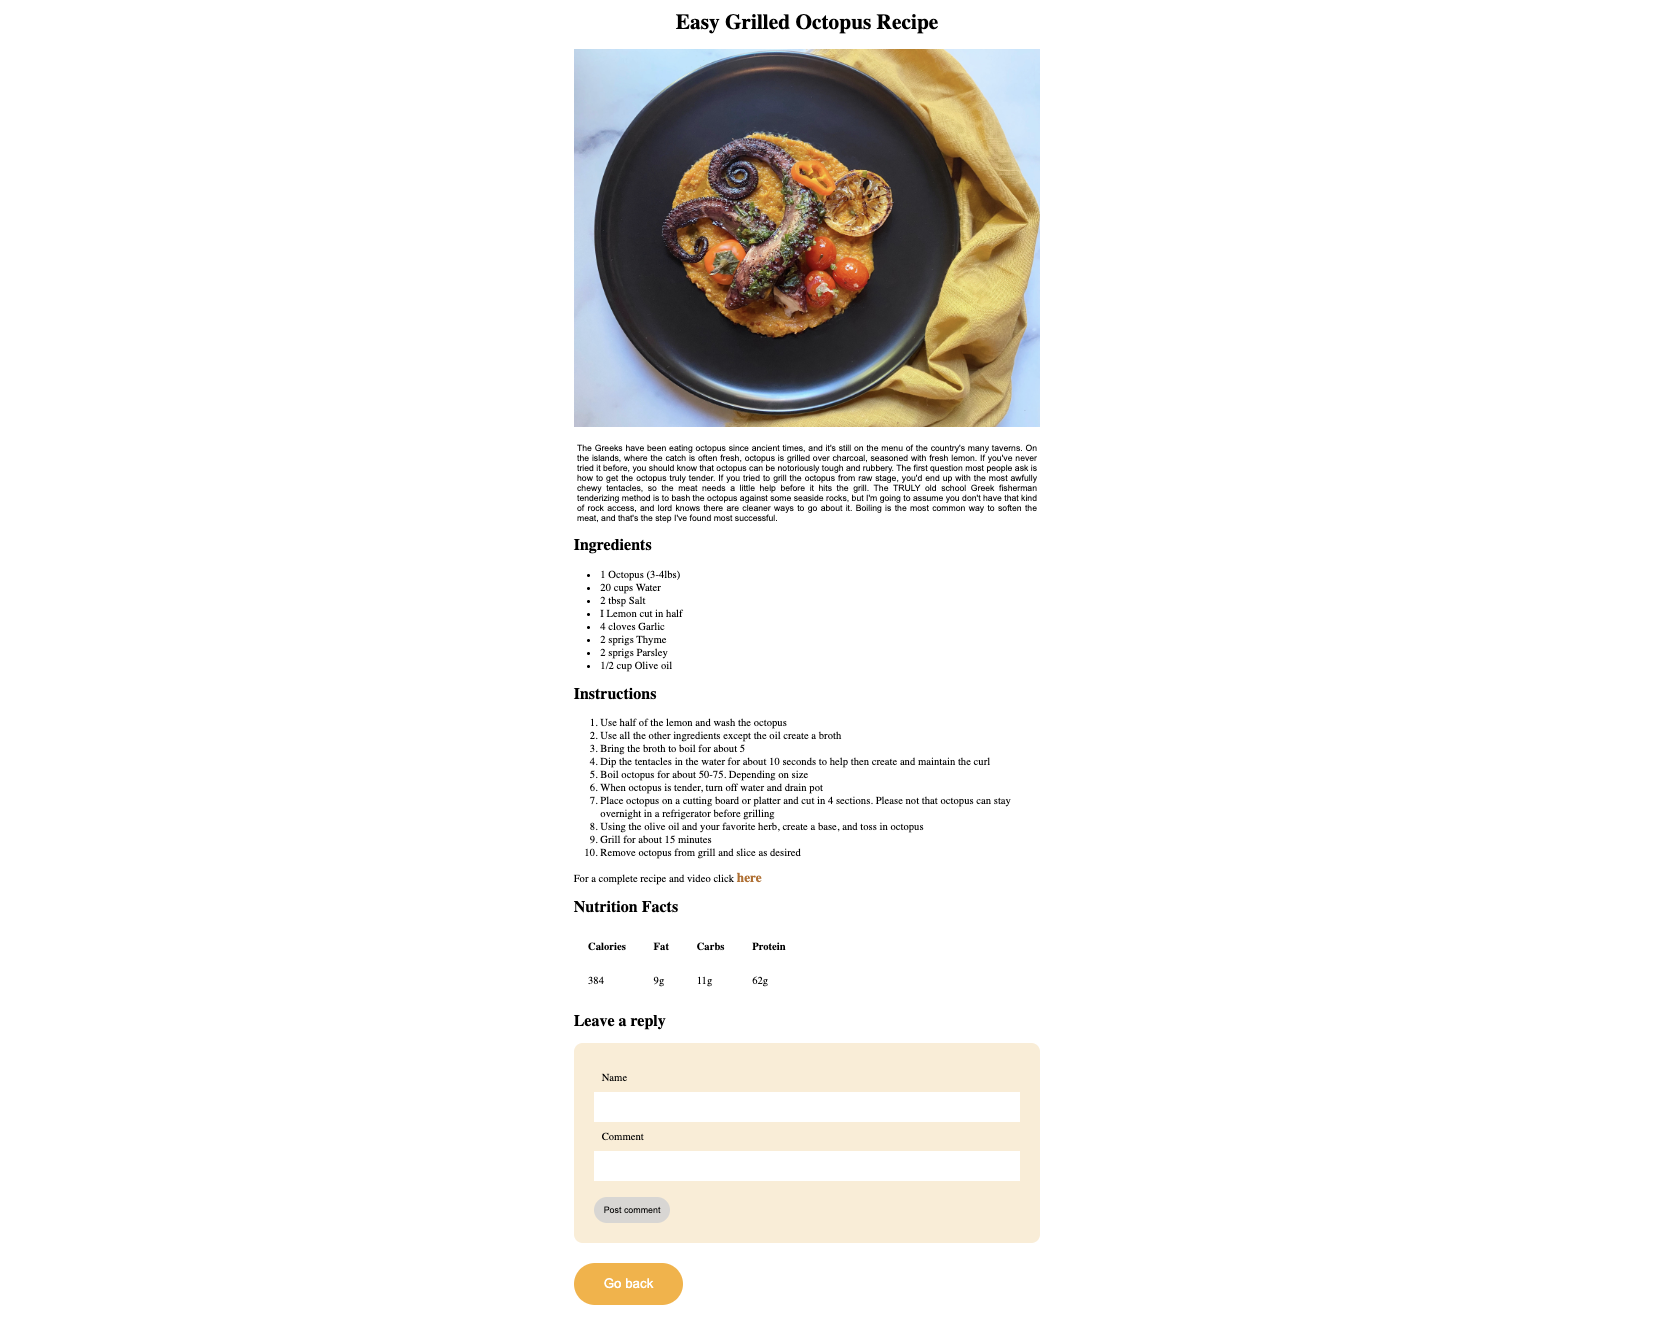 Easy Grilled Octopus Recipe
The Greeks have been eating octopus since ancient times, and it's still on the menu of the country's many taverns. On
the islands, where the catch is often fresh, octopus is grilled over charcoal, seasoned with fresh lemon. If you've never
tried it before, you should know that octopus can be notoriously tough and rubbery. The first question most people ask is
how to get the octopus truly tender. If you tried to grill the octopus from raw stage, you'd end up with the most awfully
chewy tentacles, so the meat needs a little help before it hits the grill. The TRULY old school Greek fisherman
tenderizing method is to bash the octopus against some seaside rocks, but I'm going to assume you don't have that kind
of rock access, and lord knows there are cleaner ways to go about it. Boiling is the most common way to soften the
meat, and that's the step I've found most successful.
Ingredients
• 1 Octopus (3-4lbs)
• 20 cups Water
• 2 tbsp Salt
• I Lemon cut in half
• 4 cloves Garlic
• 2 sprigs Thyme
• 2 sprigs Parsley
• 1/2 cup Olive oil
Instructions
1. Use half of the lemon and wash the octopus
2. Use all the other ingredients except the oil create a broth
3. Bring the broth to boil for about 5
4. Dip the tentacles in the water for about 10 seconds to help then create and maintain the curl
5. Boil octopus for about 50-75. Depending on size
6. When octopus is tender, turn off water and drain pot
7. Place octopus on a cutting board or platter and cut in 4 sections. Please not that octopus can stay
overnight in a refrigerator before grilling
8. Using the olive oil and your favorite herb, create a base, and toss in octopus
9. Grill for about 15 minutes
10. Remove octopus from grill and slice as desired
For a complete recipe and video click here
Nutrition Facts
Calories Fat Carbs Protein
384 9g 11g 62g
Leave a reply
Name
Comment
Post comment
Go back